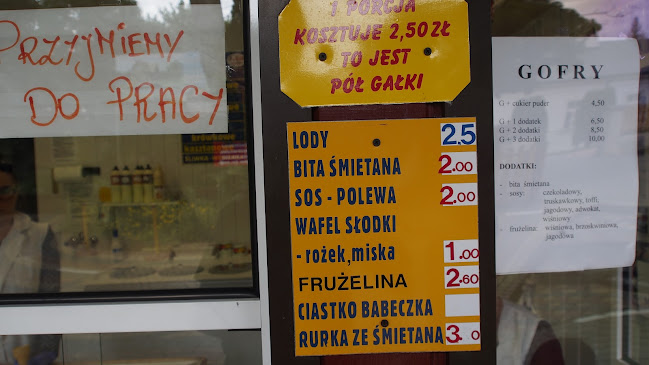 PRZYJMIEMY
DO PRACY
1 PORCJA
KOSZTUJE 2,50 ZŁ
TO JEST
PÓŁ GAŁKI
LODY 2.5
BITA ŚMIETANA 2.00
SOS - POLEWA 2.00
WAFEL SŁODKI
- rożek,miska 1.00
FRUŻELINA 2.60
CIASTKO BABECZKA
RURKA ZE ŚMIETANĄ 3.0
GOFRY
G + cukier puder 4,50
G + 1 dodatek 6,50
G + 2 dodatki 8,50
G + 5 dodatki 10,00
DODATKI:
- bita śmietana
- sosy: czekoladowy,
truskawkowy, toffi,
jagodowy, adwokat,
wiśniowy
- frużelina: wiśniowa, brzoskwiniowa,
jagodowa